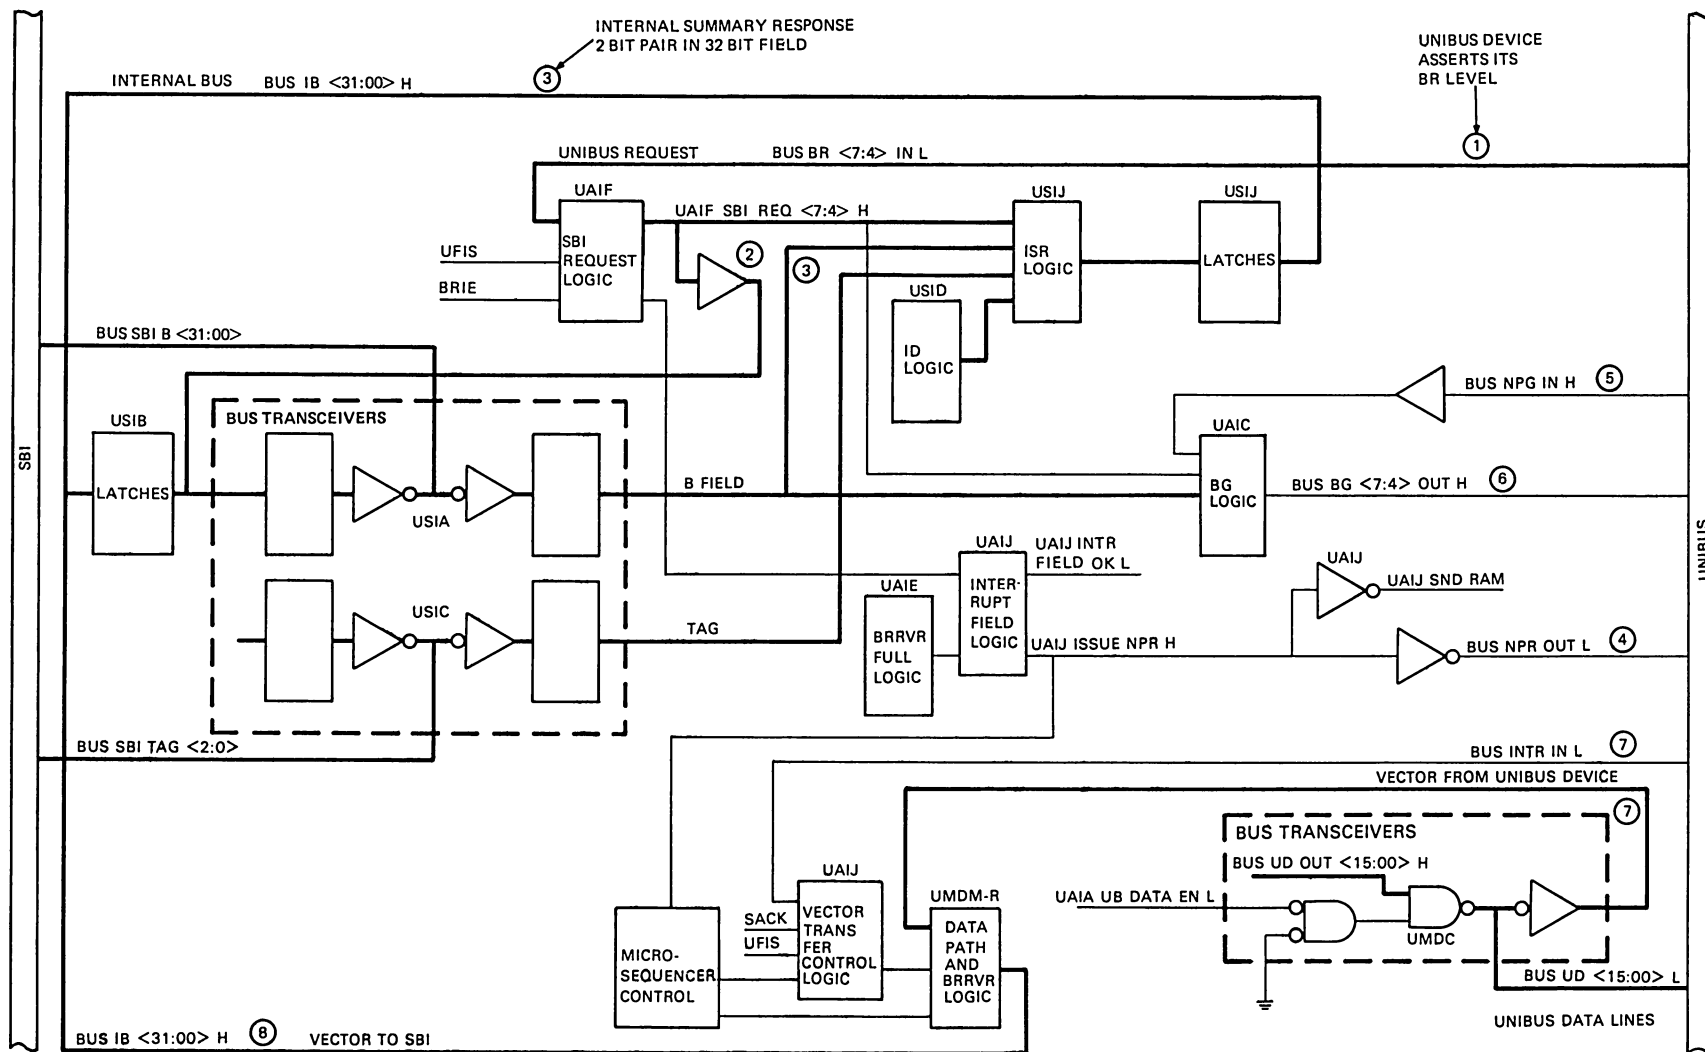 INTERNAL SUMMARY RESPONSE
2 BIT PAIR IN 32 BIT FIELD
UNIBUS DEVICE
ASSERTS ITS
BR LEVEL
INTERNAL BUS BUS IB <31:00> H
3
1
UNIBUS REQUEST BUS BR <7:4> IN L
UAIF
UAIF SBI REQ <7:4> H
SBI
REQUEST
LOGIC
UFIS
BRIE
2
3
USIJ
ISR
LOGIC
USIJ
LATCHES
USID
ID
LOGIC
BUS SBI B <31:00>
SBI
USIB
LATCHES
BUS TRANSCEIVERS
USIA
B FIELD
USIC
TAG
BUS SBI TAG <2:0>
BUS NPG IN H 5
UAIC
BG
LOGIC
BUS BG <7:4> OUT H 6
UNIBUS
UAIJ
INTER-
RUPT
FIELD
LOGIC
UAIJ INTR
FIELD OK L
UAIE
BRRVR
FULL
LOGIC
UAIJ ISSUE NPR H
UAIJ
UAIJ SND RAM
BUS NPR OUT L 4
BUS INTR IN L 7
VECTOR FROM UNIBUS DEVICE
7
BUS TRANSCEIVERS
BUS UD OUT <15:00> H
UAIA UB DATA EN L
UMDC
BUS UD <15:00> L
UNIBUS DATA LINES
UAIJ
VECTOR
TRANS
FER
CONTROL
LOGIC
SACK
UFIS
MICRO-
SEQUENCER
CONTROL
UMDM-R
DATA
PATH
AND
BRRVR
LOGIC
BUS IB <31:00> H 8 VECTOR TO SBI